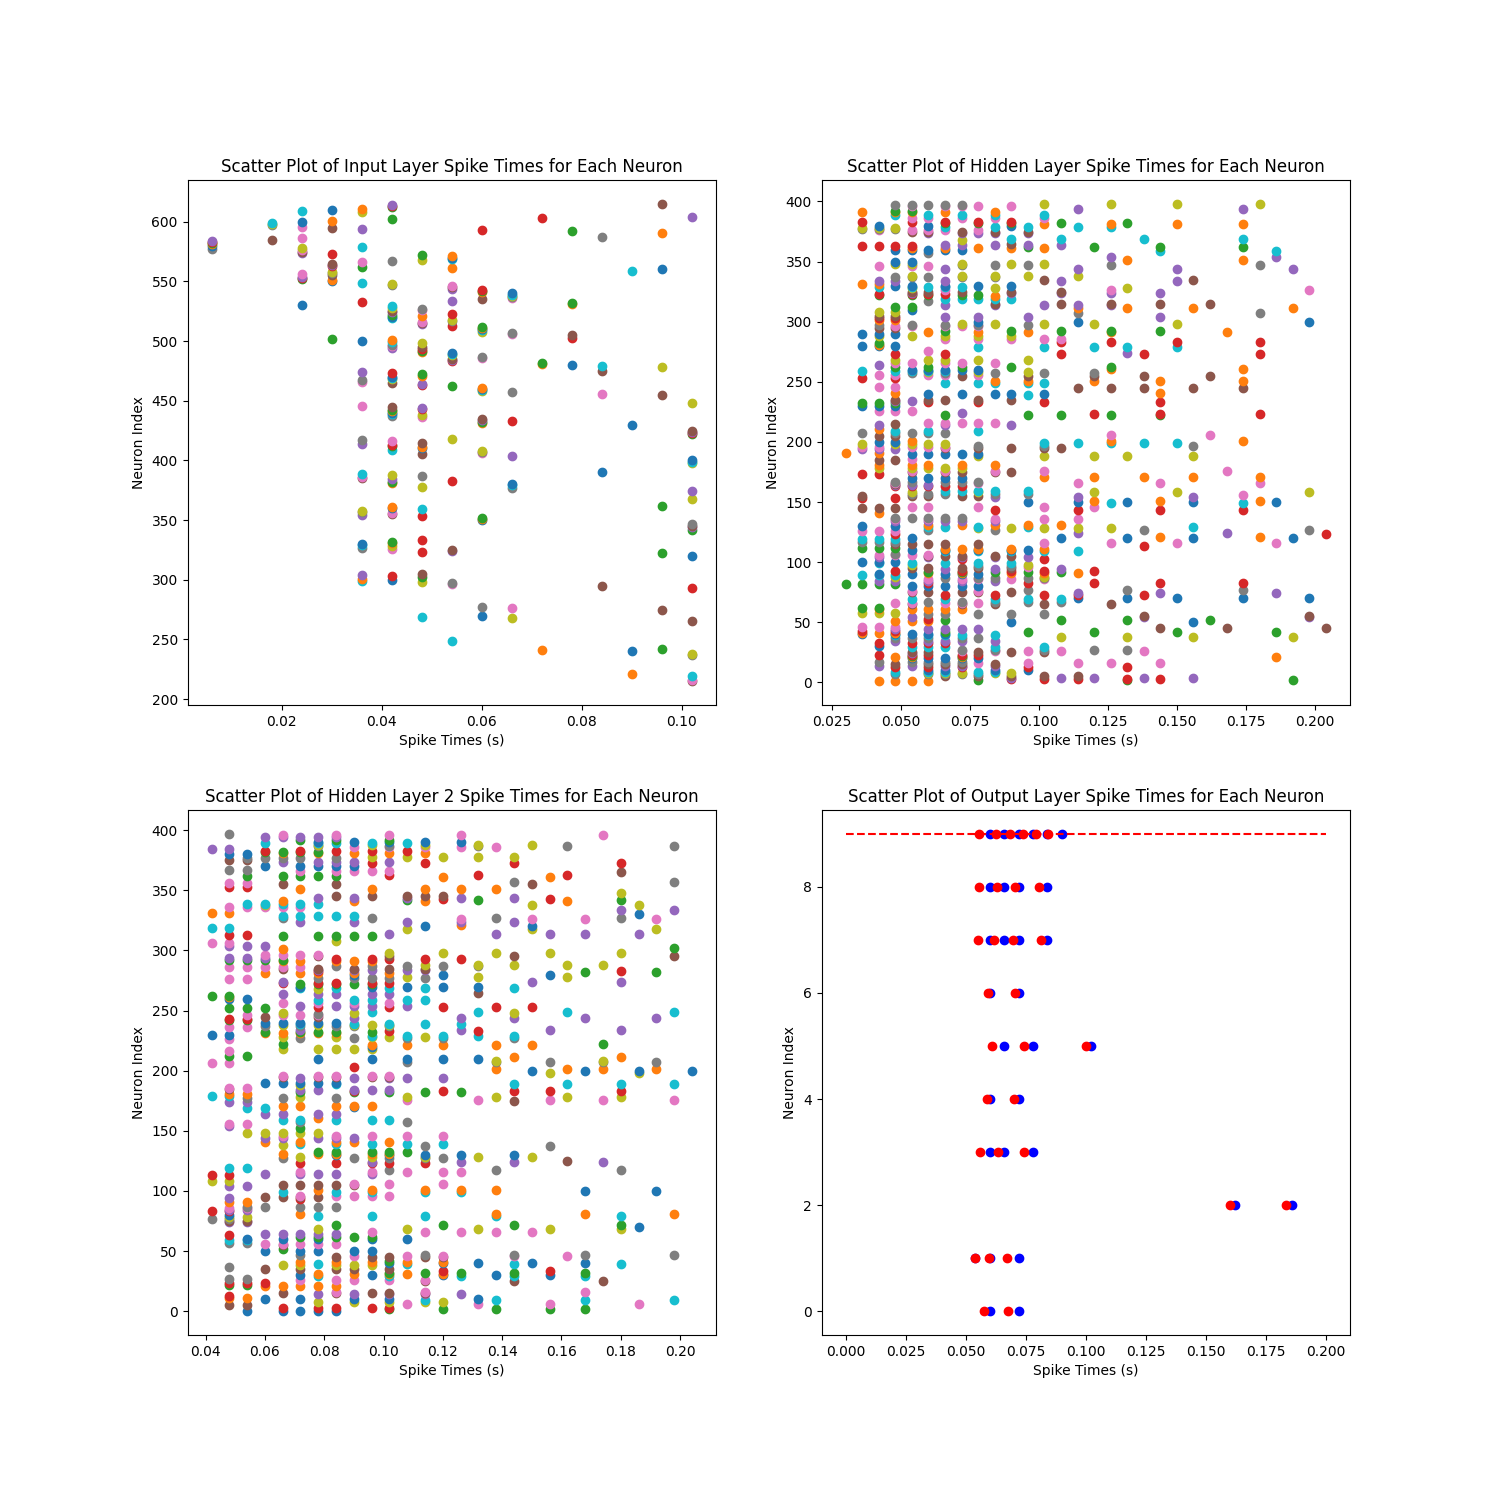 Scatter Plot of Input Layer Spike Times for Each Neuron
Neuron Index
600
550
500
450
400
350
300
250
200
0.02 0.04 0.06 0.08 0.10
Spike Times (s)
Scatter Plot of Hidden Layer Spike Times for Each Neuron
Neuron Index
400
350
300
250
200
150
100
50
0
0.025 0.050 0.075 0.100 0.125 0.150 0.175 0.200
Spike Times (s)
Scatter Plot of Hidden Layer 2 Spike Times for Each Neuron
Neuron Index
400
350
300
250
200
150
100
50
0
0.04 0.06 0.08 0.10 0.12 0.14 0.16 0.18 0.20
Spike Times (s)
Scatter Plot of Output Layer Spike Times for Each Neuron
Neuron Index
8
6
4
2
0
0.000 0.025 0.050 0.075 0.100 0.125 0.150 0.175 0.200
Spike Times (s)